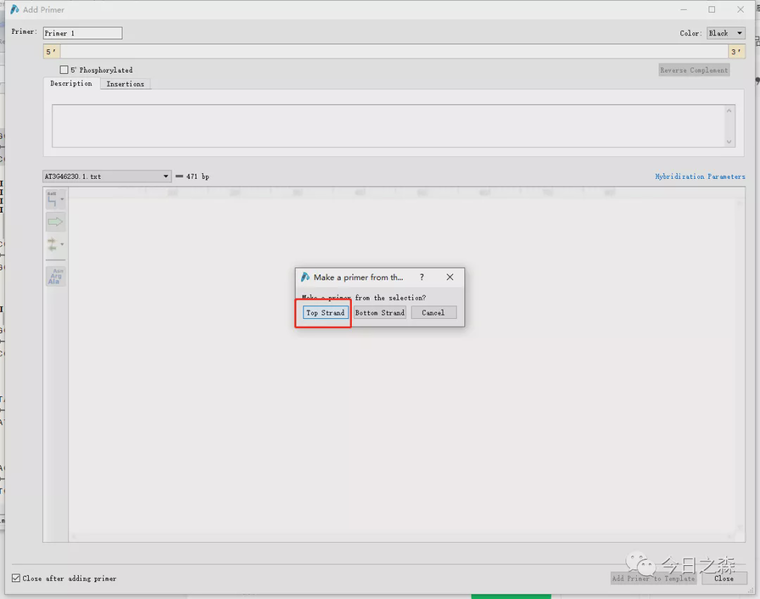 Add Primer
Primer: Primer 1
Color: Black
5'
3'
5' Phosphorylated
Reverse Complement
Description
Insertions
AT3G46230.1.txt
471 bp
Hybridization Parameters
Make a primer from th... ?
Make a primer from the selection?
Top Strand
Bottom Strand
Cancel
今日之森
Close after adding primer
Add Primer to Template
Close